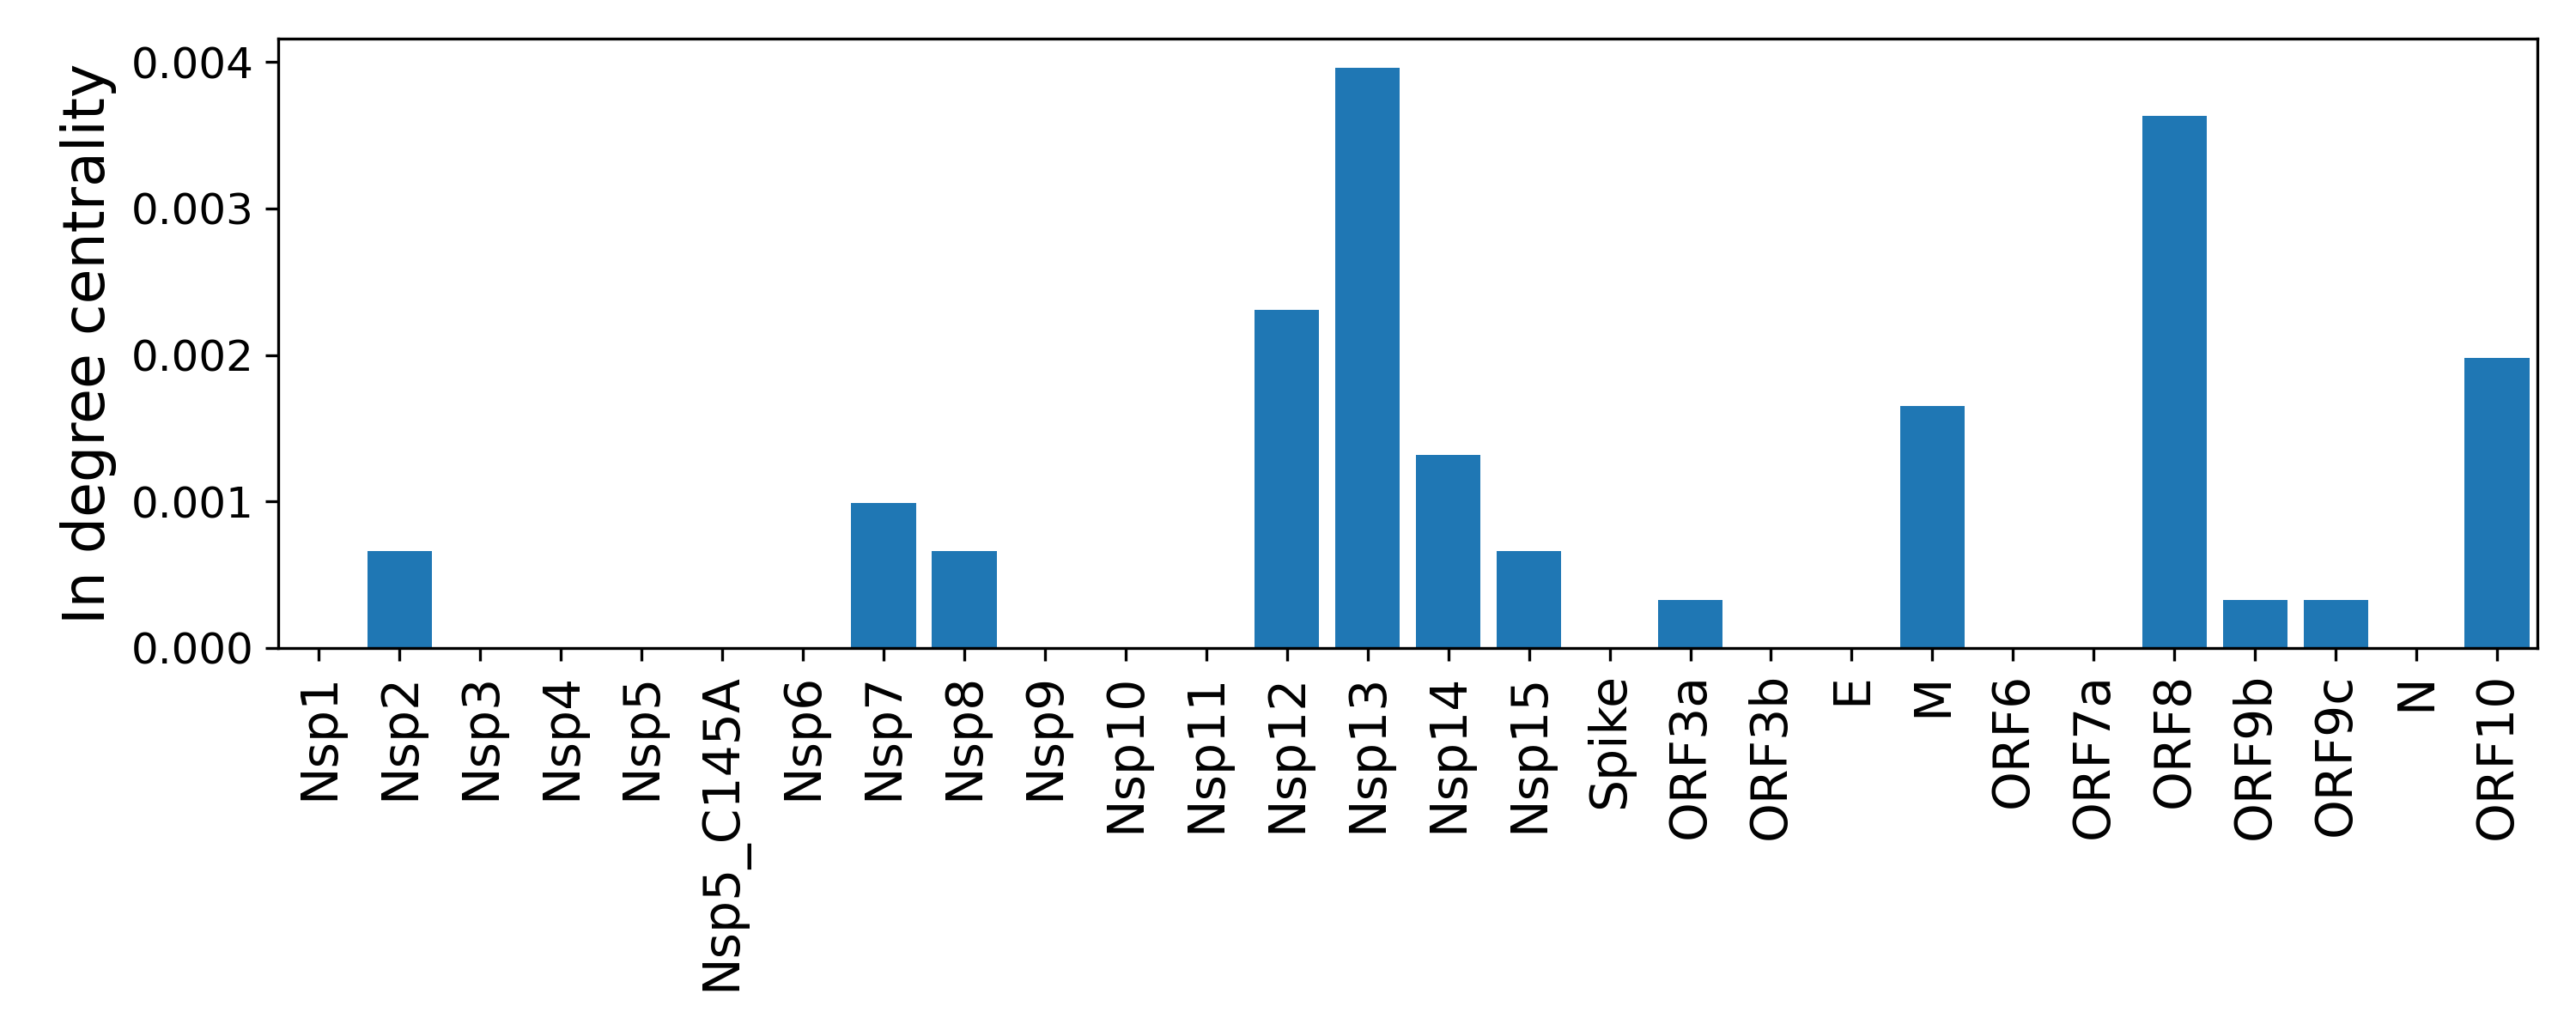 In degree centrality
0.004
0.003
0.002
0.001
0.000
Nsp1
Nsp2
Nsp3
Nsp4
Nsp5
Nsp5_C145A
Nsp6
Nsp7
Nsp8
Nsp9
Nsp10
Nsp11
Nsp12
Nsp13
Nsp14
Nsp15
Spike
ORF3a
ORF3b
E
M
ORF6
ORF7a
ORF8
ORF9b
ORF9c
N
ORF10